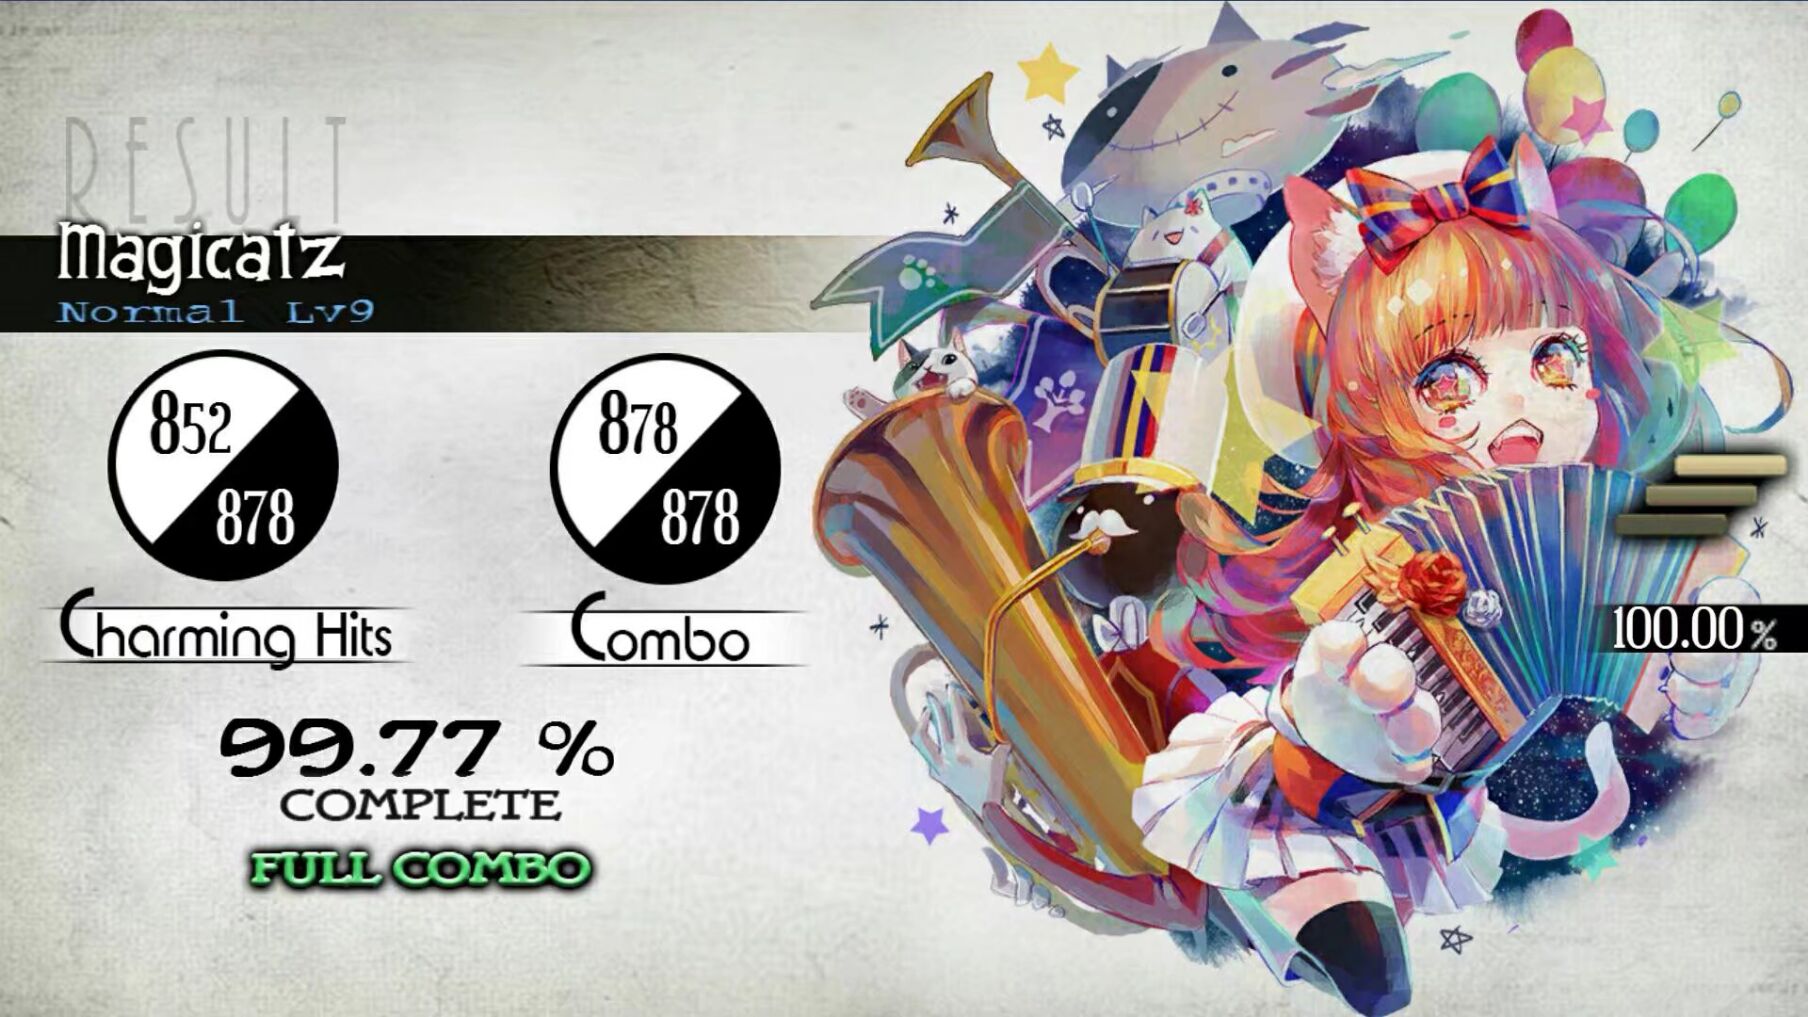 RESULT
Magicatz
Normal Lv9
852
878
Charming Hits
878
878
Combo
99.77 %
COMPLETE
FULL COMBO
100.00 %